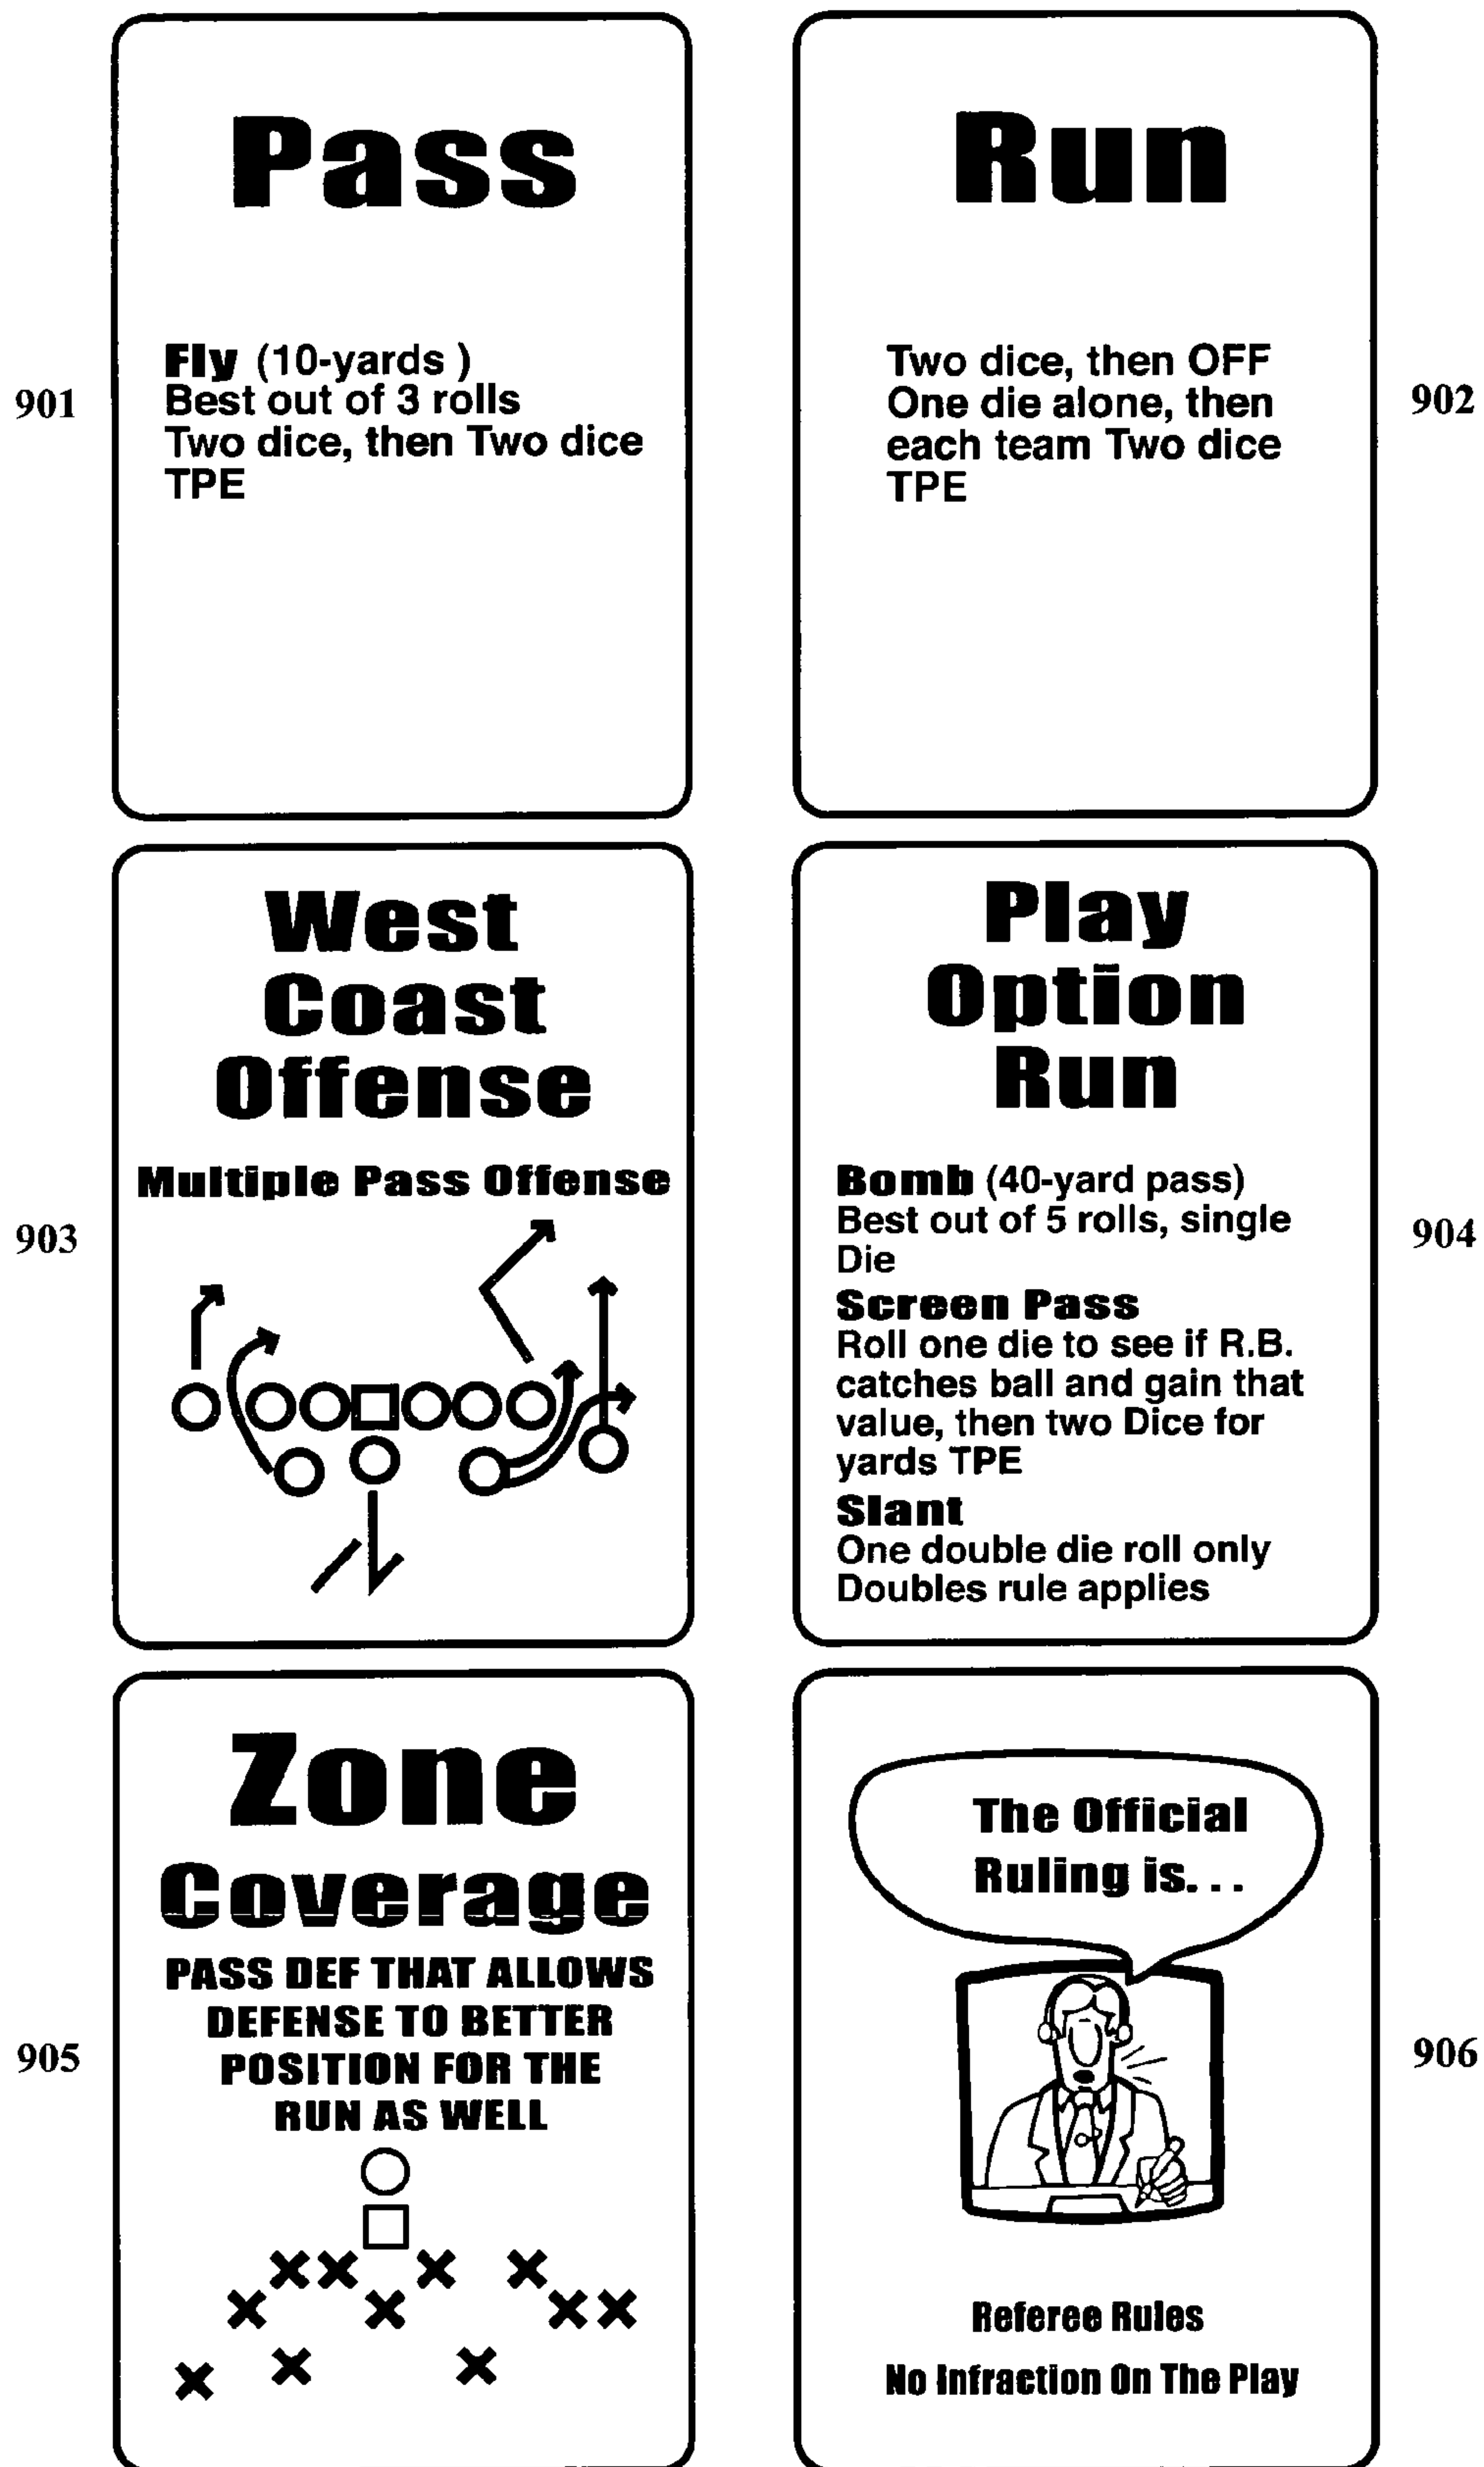 Pass
Fly (10-yards )
Best out of 3 rolls
Two dice, then Two dice
TPE
901
Run
Two dice, then OFF
One die alone, then
each team Two dice
TPE
902
West
Coast
Offense
Multiple Pass Offense
903
Play
Option
Run
Bomb (40-yard pass)
Best out of 5 rolls, single
Die
Screen Pass
Roll one die to see if R.B.
catches ball and gain that
value, then two Dice for
yards TPE
Slant
One double die roll only
Doubles rule applies
904
Zone
Coverage
PASS DEF THAT ALLOWS
DEFENSE TO BETTER
POSITION FOR THE
RUN AS WELL
905
The Official
Ruling is...
Referee Rules
No Infraction On The Play
906